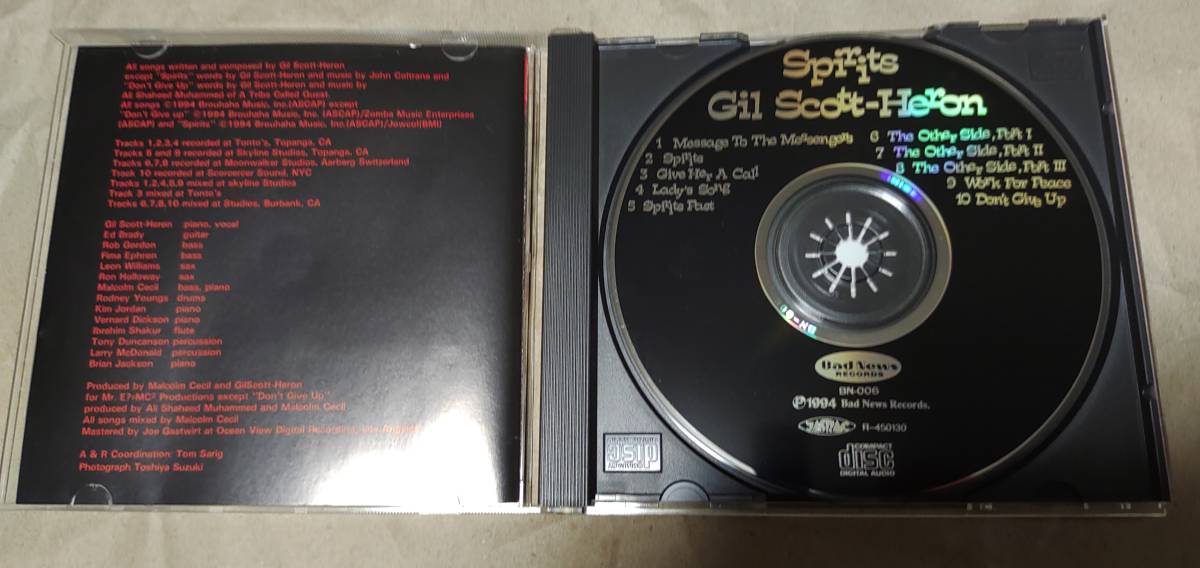 All songs written and composed by Gil Scott-Heron
except "Spirits" words by Gil Scott-Heron and music by John Coltrane and
"Don't Give Up" words by Gil Scott-Heron and music by
Ali Shaheed Muhammed of A Tribe Called Quest.
All songs ©1994 Brouhaha Music, Inc.(ASCAP) except
"Don't Give up" ©1994 Brouhaha Music, Inc. (ASCAP)/Zomba Music Enterprises
(ASCAP) and "Spirits" ©1994 Brouhaha Music, Inc.(ASCAP)/Jowcol(BMI)
Tracks 1,2,3,4 recorded at Tonto's, Topanga, CA
Tracks 5 and 9 recorded at Skyline Studios, Topanga, CA
Tracks 6,7,8 recorded at Moonwalker Studios, Aarberg Switzerland
Track 10 recorded at Scorcercer Sound, NYC
Tracks 1,2,4,5,9 mixed at skyline Studios
Track 3 mixed at Tonto's
Tracks 6,7,8,10 mixed at Studios, Burbank, CA
Gil Scott-Heron piano, vocal
Ed Brady guitar
Rob Gordon bass
Fima Ephron bass
Leon Williams sax
Ron Holloway sax
Malcolm Cecil bass, piano
Rodney Youngs drums
Kim Jordan piano
Vernard Dickson piano
Ibrahim Shakur flute
Tony Duncanson percussion
Larry McDonald percussion
Brian Jackson piano
Produced by Malcolm Cecil and GilScott-Heron
for Mr. E?=MC² Productions except "Don't Give Up"
produced by Ali Shaheed Muhammed and Malcolm Cecil
All songs mixed by Malcolm Cecil
Mastered by Joe Gastwirt at Ocean View Digital Recording, Los Angeles
A & R Coordination: Tom Sarig
Photograph Toshiya Suzuki
Spirits
Gil Scott-Heron
1 Message To The Messengers
2 Spirits
3 Give Her A Call
4 Lady's Song
5 Spirits Past
6 The Other Side, Part I
7 The Other Side, Part II
8 The Other Side, Part III
9 Work For Peace
10 Don't Give Up
Bad News
RECORDS
BN-006
℗1994 Bad News Records.
R-450130
COMPACT
disc
DIGITAL AUDIO